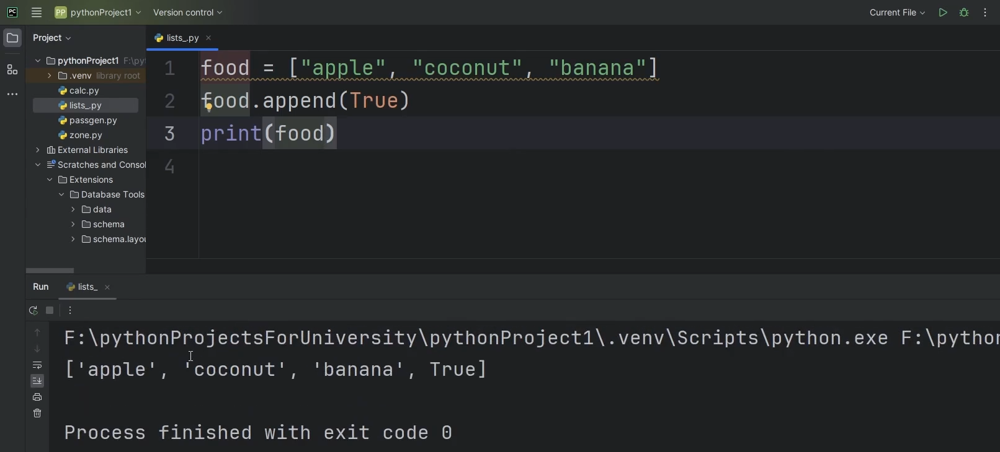 PC
PP pythonProject1
Version control
Current File
Project
lists_.py
pythonProject1 F:\py
.venv library root
calc.py
lists_.py
passgen.py
zone.py
External Libraries
Scratches and Consol
Extensions
Database Tools
data
schema
schema.layou
1 food = ["apple", "coconut", "banana"]
2 food.append(True)
3 print(food)
4
Run
lists_
F:\pythonProjectsForUniversity\pythonProject1\.venv\Scripts\python.exe F:\python
['apple', 'coconut', 'banana', True]
Process finished with exit code 0